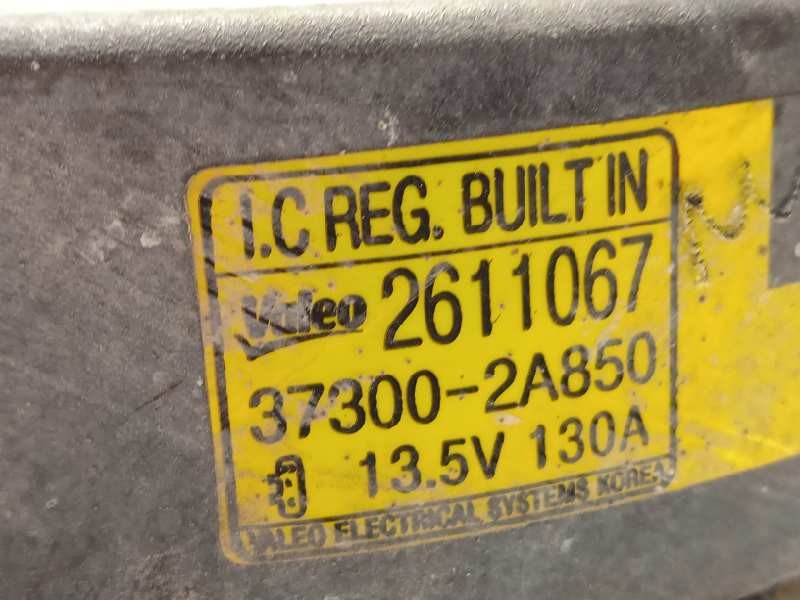 I.C REG. BUILT IN
Valeo 2611067
37300-2A850
13.5V 130A
VALEO ELECTRICAL SYSTEMS KOREA